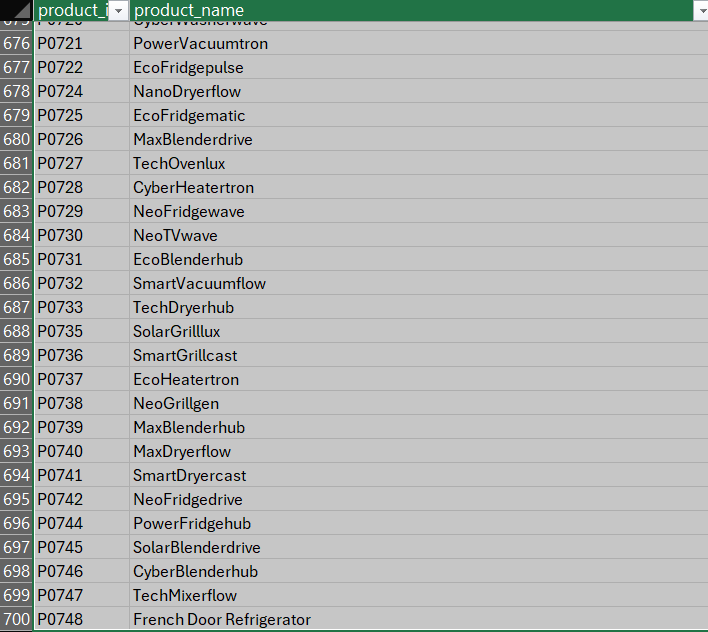 product_i product_name
675 P0720 CyberWasherwave
676 P0721 PowerVacuumtron
677 P0722 EcoFridgepulse
678 P0724 NanoDryerflow
679 P0725 EcoFridgematic
680 P0726 MaxBlenderdrive
681 P0727 TechOvenlux
682 P0728 CyberHeatertron
683 P0729 NeoFridgewave
684 P0730 NeoTVwave
685 P0731 EcoBlenderhub
686 P0732 SmartVacuumflow
687 P0733 TechDryerhub
688 P0735 SolarGrilllux
689 P0736 SmartGrillcast
690 P0737 EcoHeatertron
691 P0738 NeoGrillgen
692 P0739 MaxBlenderhub
693 P0740 MaxDryerflow
694 P0741 SmartDryercast
695 P0742 NeoFridgedrive
696 P0744 PowerFridgehub
697 P0745 SolarBlenderdrive
698 P0746 CyberBlenderhub
699 P0747 TechMixerflow
700 P0748 French Door Refrigerator